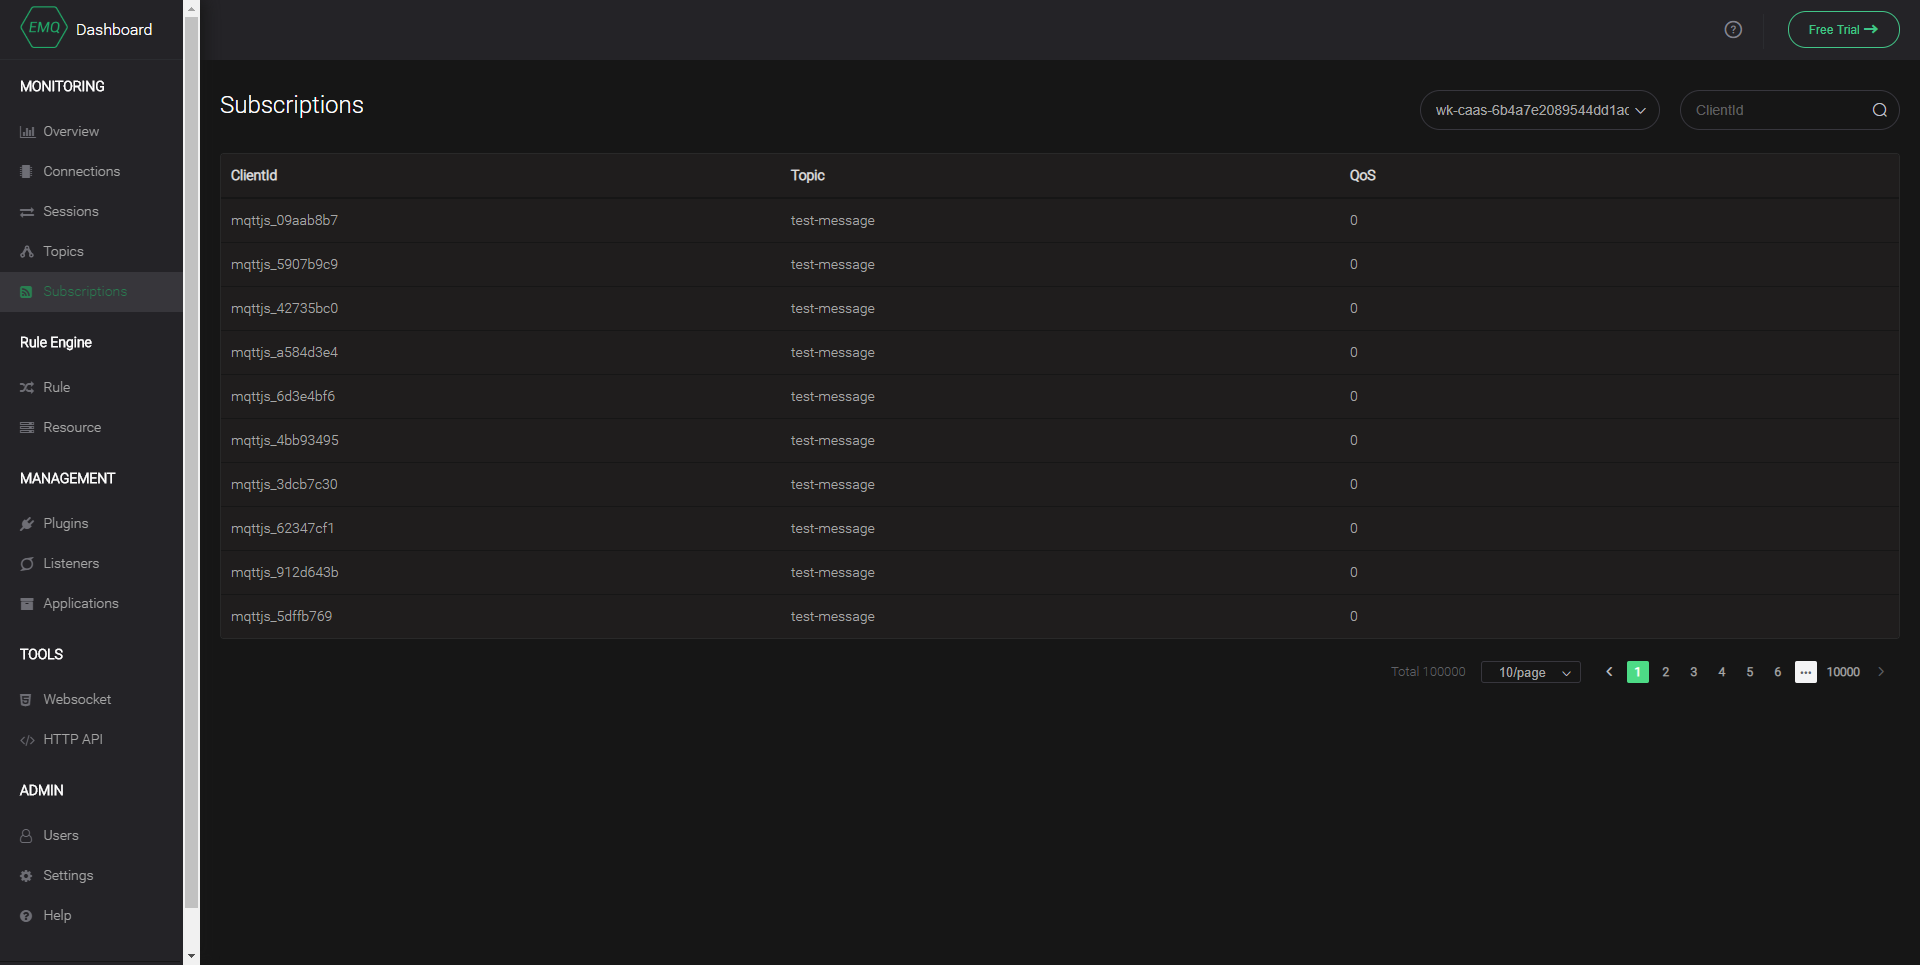 EMQ Dashboard
Free Trial
MONITORING
Overview
Connections
Sessions
Topics
Subscriptions
Rule Engine
Rule
Resource
MANAGEMENT
Plugins
Listeners
Applications
TOOLS
Websocket
HTTP API
ADMIN
Users
Settings
Help
Subscriptions
wk-caas-6b4a7e2089544dd1ac
ClientId
ClientId Topic QoS
mqttjs_09aab8b7 test-message 0
mqttjs_5907b9c9 test-message 0
mqttjs_42735bc0 test-message 0
mqttjs_a584d3e4 test-message 0
mqttjs_6d3e4bf6 test-message 0
mqttjs_4bb93495 test-message 0
mqttjs_3dcb7c30 test-message 0
mqttjs_62347cf1 test-message 0
mqttjs_912d643b test-message 0
mqttjs_5dffb769 test-message 0
Total 100000 10/page 1 2 3 4 5 6 ... 10000